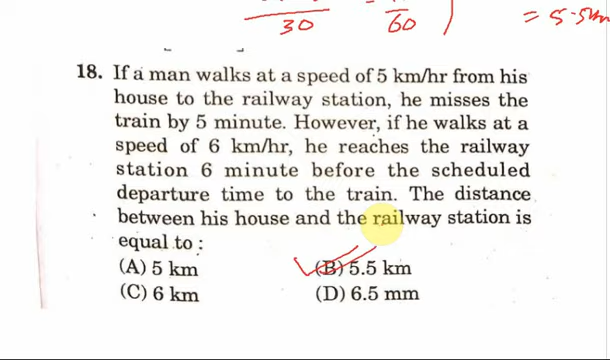 30
60
= 5.5km
18. If a man walks at a speed of 5 km/hr from his
house to the railway station, he misses the
train by 5 minute. However, if he walks at a
speed of 6 km/hr, he reaches the railway
station 6 minute before the scheduled
departure time to the train. The distance
between his house and the railway station is
equal to :
(A) 5 km (B) 5.5 km
(C) 6 km (D) 6.5 mm